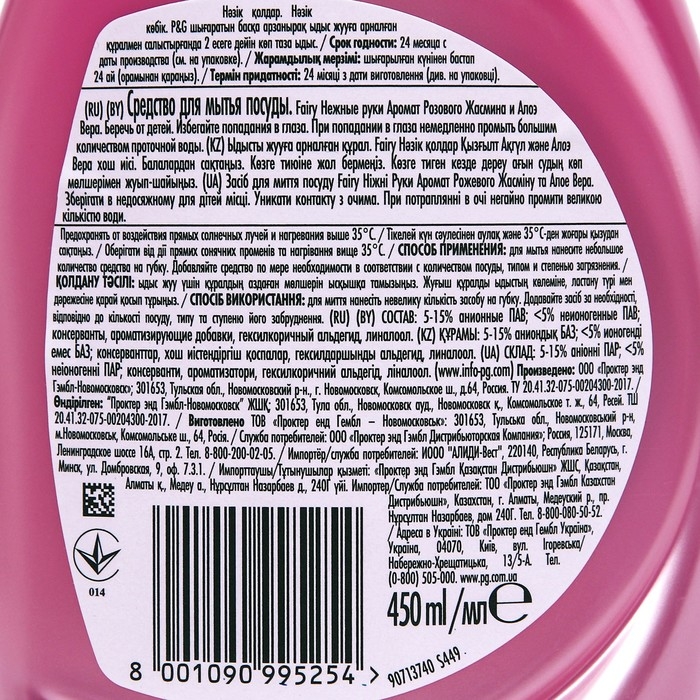 Нәзік қолдар. Нәзік
көбік. P&G шығаратын басқа арзанырақ ыдыс жууға арналған
құралмен салыстырғанда 2 есеге дейін көп таза ыдыс. / Срок годности: 24 месяца с
даты производства (см. на упаковке). / Жарамдылық мерзімі: шығарылған күнінен бастап
24 ай (орамынан қараңыз). / Термін придатності: 24 місяці з дати виготовлення (див. на упаковці).
(RU) (BY) Средство для мытья посуды. Fairy Нежные руки Аромат Розового Жасмина и Алоэ
Вера. Беречь от детей. Избегайте попадания в глаза. При попадании в глаза немедленно промыть большим
количеством проточной воды. (KZ) Ыдысты жууға арналған құрал. Fairy Нәзік қолдар Қызғылт Ақгүл және Алоэ
Вера хош иісі. Балалардан сақтаңыз. Көзге тиюіне жол бермеңіз. Көзге тиген кезде дереу ағын судың көп
мөлшерімен жуып-шайыңыз. (UA) Засіб для миття посуду Fairy Ніжні Руки Аромат Рожевого Жасміну та Алое Вера.
Зберігати в недосяжному для дітей місці. Уникати контакту з очима. При потраплянні в очі негайно промити великою
кількістю води.
Предохранять от воздействия прямых солнечных лучей и нагревания выше 35°C. / Тікелей күн сәулесінен аулақ және 35°C-ден жоғары қызудан
сақтаңыз. / Оберігати від дії прямих сонячних променів та нагрівання вище 35°C. / СПОСОБ ПРИМЕНЕНИЯ: для мытья нанесите небольшое
количество средства на губку. Добавляйте средство по мере необходимости в соответствии с количеством посуды, типом и степенью загрязнения. /
ҚОЛДАНУ ТӘСІЛІ: ыдыс жуу үшін құралдың аздаған мөлшерін ысқышқа тамызыңыз. Жуғыш құралды ыдыстың көлеміне, ластану түрі мен
дәрежесіне қарай қосып тұрыңыз. / СПОСІБ ВИКОРИСТАННЯ: для миття нанесіть невелику кількість засобу на губку. Додавайте засіб за необхідності,
відповідно до кількості посуду, типу та ступеню його забруднення. (RU) (BY) СОСТАВ: 5-15% анионные ПАВ; <5% неионогенные ПАВ;
консерванты, ароматизирующие добавки, гексилкоричный альдегид, линалоол. (KZ) ҚҰРАМЫ: 5-15% аниондық БАЗ; <5% ионогенді
емес БАЗ; консерванттар, хош иістендіргіш қоспалар, гексилдаршынды альдегид, линалоол. (UA) СКЛАД: 5-15% аніонні ПАР; <5%
неіоногенні ПАР; консерванти, ароматизатори, гексилкоричний альдегід, ліналоол. (www.info-pg.com) Произведено: ООО «Проктер энд
Гэмбл-Новомосковск»; 301653, Тульская обл., Новомосковский р-н., г. Новомосковск, Комсомольское ш., д.64, Россия. ТУ 20.41.32-075-00204300-2017. /
Өндірілген: "Проктер энд Гэмбл-Новомосковск" ЖШҚ; 301653, Тула обл., Новомосковск ауд., Новомосковск қ., Комсомольское т. ж., 64, Ресей. ТШ
20.41.32-075-00204300-2017. / Виготовлено ТОВ «Проктер енд Гембл – Новомосковськ»: 301653, Тульська обл., Новомосковський р-н,
м.Новомосковськ, Комсомольське ш., 64, Росія. / Служба потребителей: ООО «Проктер энд Гэмбл Дистрибьюторская Компания»; Россия, 125171, Москва,
Ленинградское шоссе 16А, стр. 2. Тел. 8-800-200-02-05. / Импортёр/служба потребителей: ИООО "АЛИДИ-Вест", 220140, Республика Беларусь, г.
Минск, ул. Домбровская, 9, оф. 7.3.1. / Импорттаушы/Тұтынушылар қызметі: «Проктер энд Гэмбл Қазақстан Дистрибьюшн» ЖШС, Қазақстан,
Алматы қ., Медеу а., Нұрсұлтан Назарбаев д., 240Г үйі. Импортер/Служба потребителей: ТОО «Проктер энд Гэмбл Казахстан
Дистрибьюшн», Казахстан, г. Алматы, Медеуский р., пр.
Нурсултан Назарбаев, дом 240Г. Тел. 8-800-080-50-52.
/ Адреса в Україні: ТОВ «Проктер енд Гембл Україна»,
Україна, 04070, Київ, вул. Ігорівська/
Набережно-Хрещатицька, 13/5-А. Тел.
(0-800) 505-000. www.pg.com.ua
014
450 ml/мл e
8 001090 995254 >
90713740 S449